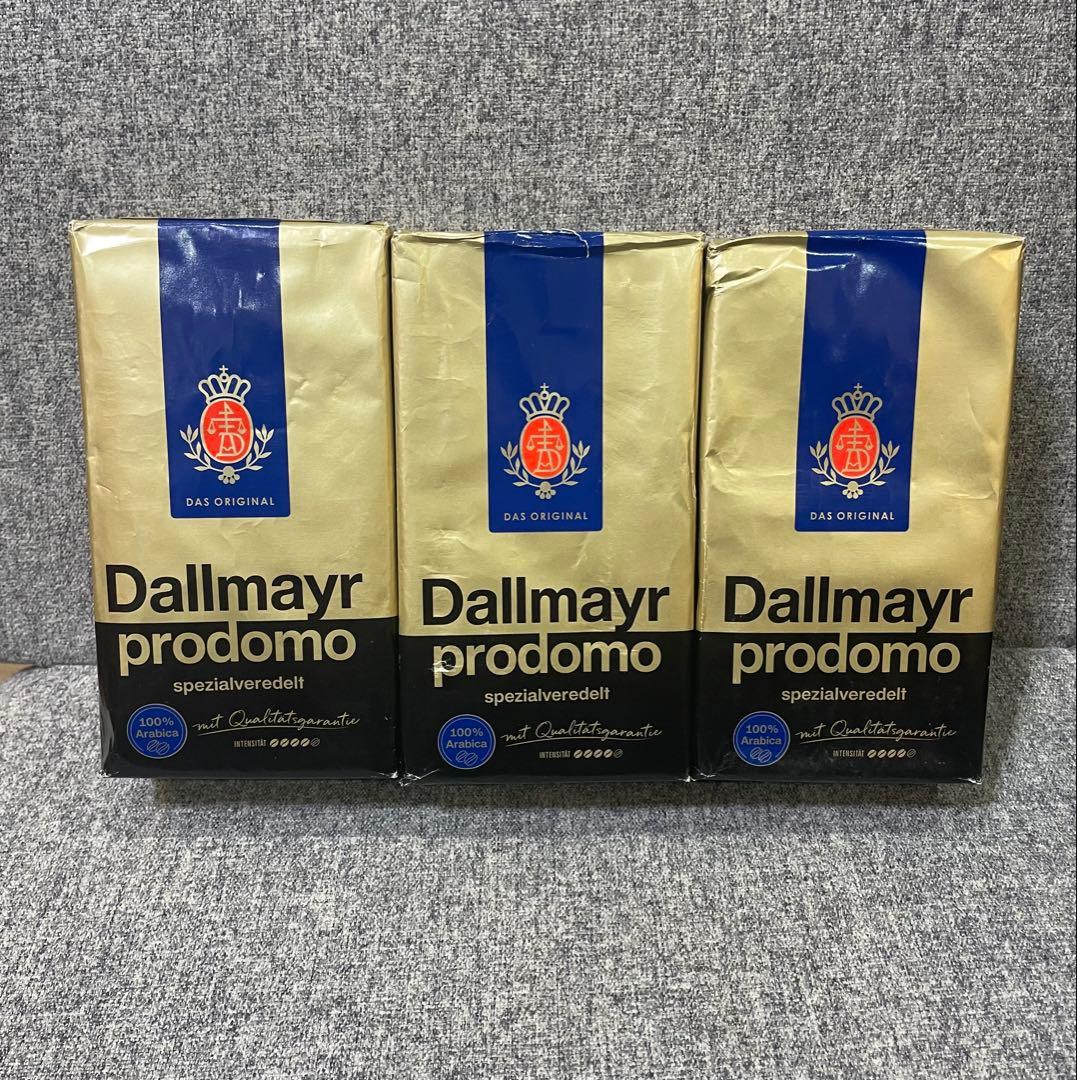 DAS ORIGINAL
Dallmayr
prodomo
spezialveredelt
100%
Arabica
mit Qualitätsgarantie
INTENSITÄT
DAS ORIGINAL
Dallmayr
prodomo
spezialveredelt
100%
Arabica
mit Qualitätsgarantie
INTENSITÄT
DAS ORIGINAL
Dallmayr
prodomo
spezialveredelt
100%
Arabica
mit Qualitätsgarantie
INTENSITÄT